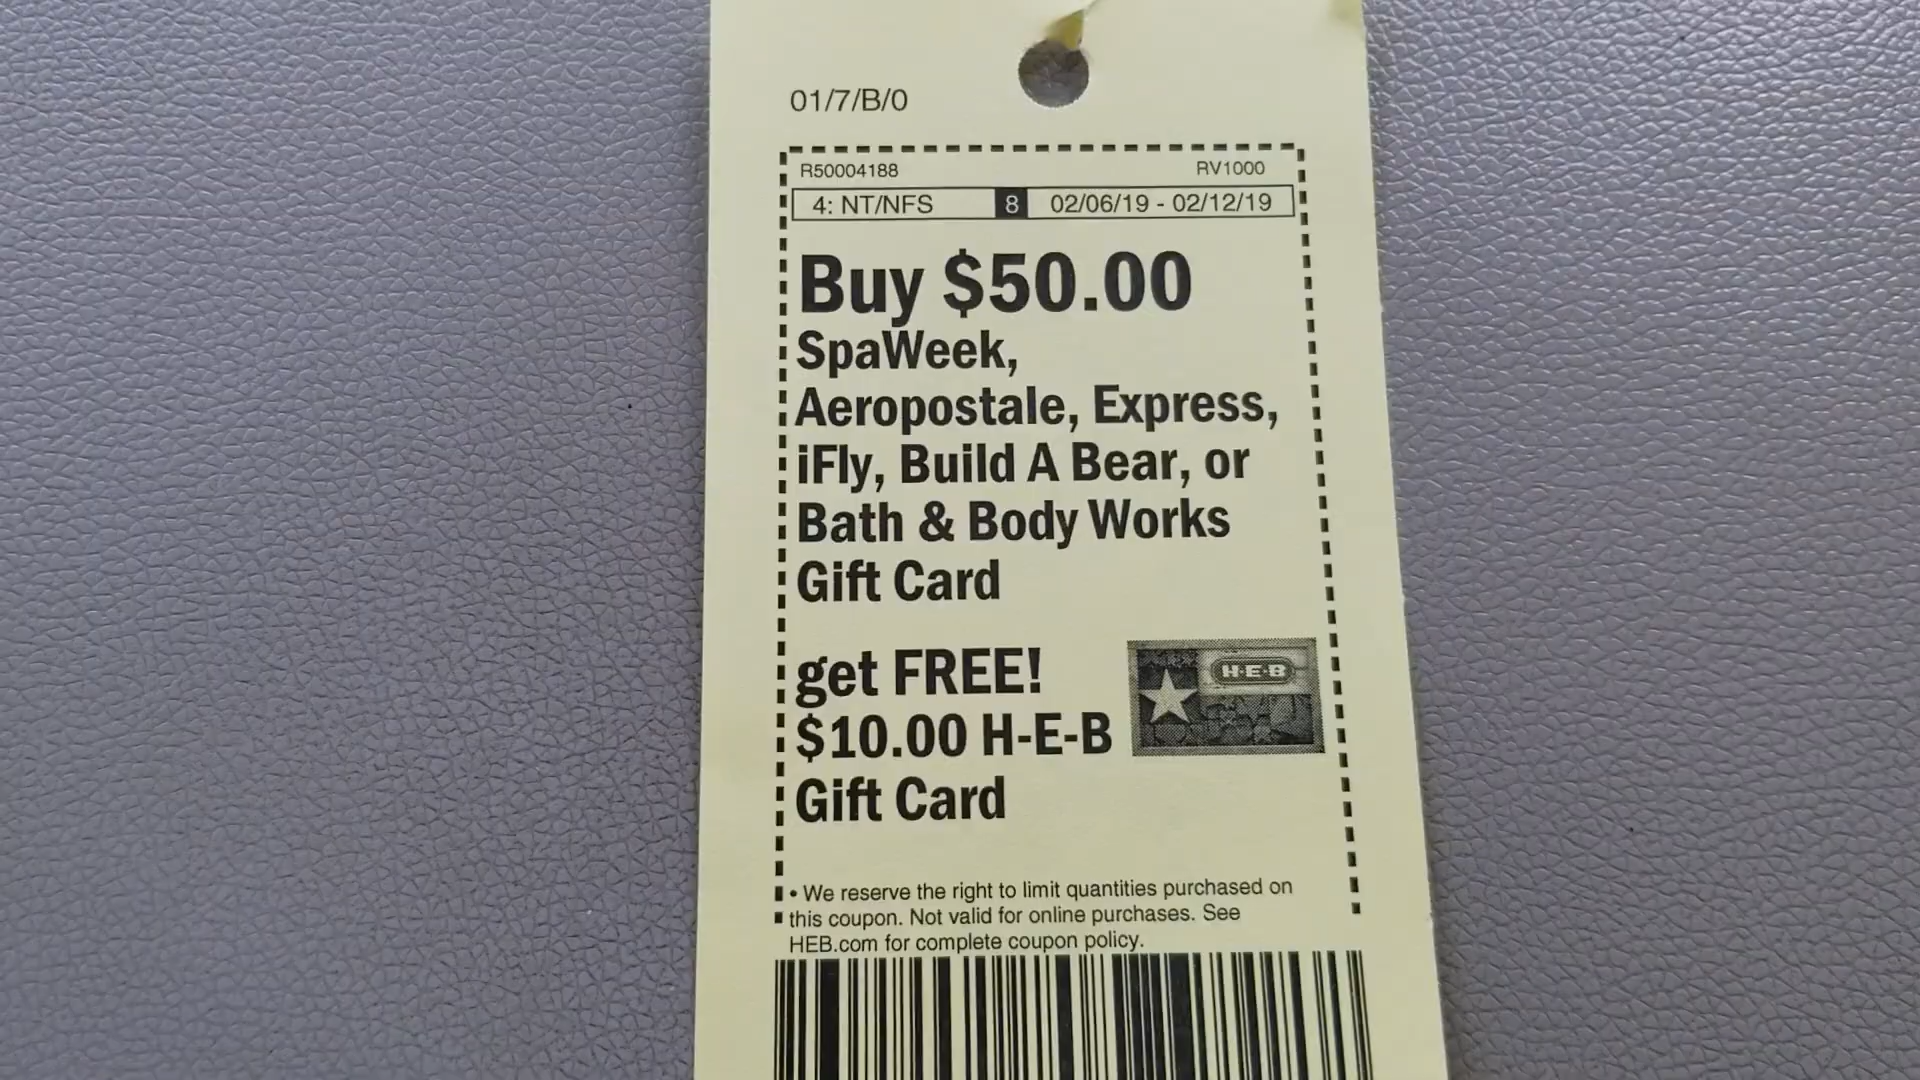 01/7/B/0
R50004188 RV1000
4: NT/NFS 8 02/06/19 - 02/12/19
Buy $50.00
SpaWeek,
Aeropostale, Express,
iFly, Build A Bear, or
Bath & Body Works
Gift Card
get FREE!
$10.00 H-E-B
Gift Card
H-E-B
• We reserve the right to limit quantities purchased on
this coupon. Not valid for online purchases. See
HEB.com for complete coupon policy.